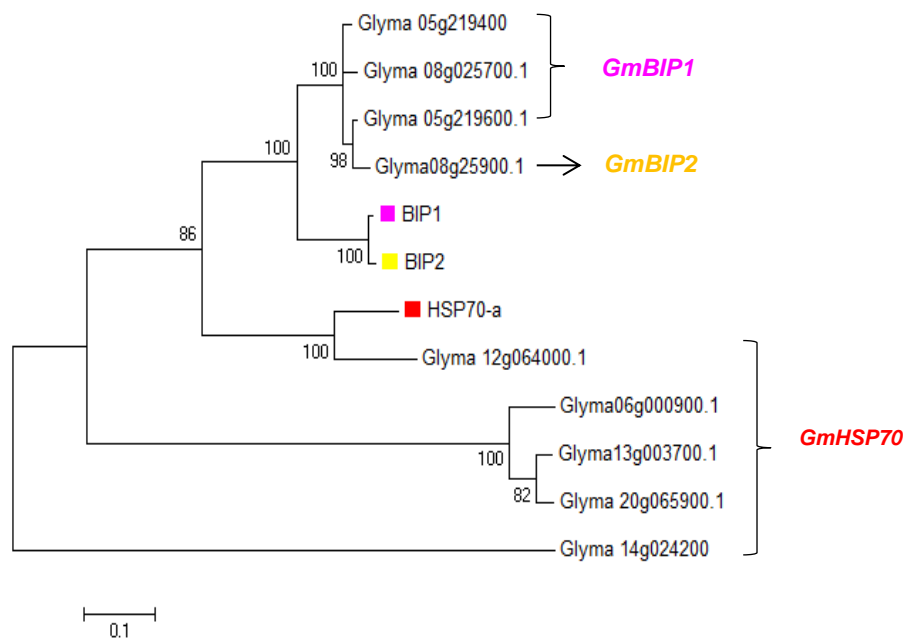 Glyma 05g219400
100
Glyma 08g025700.1
GmBIP1
Glyma 05g219600.1
100
98
Glyma08g25900.1
GmBIP2
BIP1
86
100
BIP2
HSP70-a
100
Glyma 12g064000.1
Glyma06g000900.1
GmHSP70
100
Glyma13g003700.1
82
Glyma 20g065900.1
Glyma 14g024200
0.1